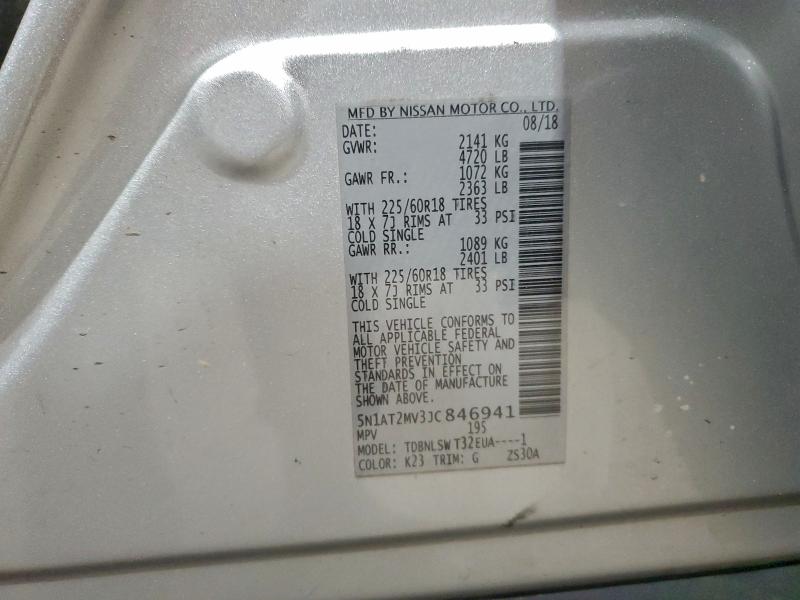 MFD BY NISSAN MOTOR CO., LTD.
DATE: 08/18
GVWR: 2141 KG
4720 LB
GAWR FR.: 1072 KG
2363 LB
WITH 225/60R18 TIRES
18 X 7J RIMS AT 33 PSI
COLD SINGLE
GAWR RR.: 1089 KG
2401 LB
WITH 225/60R18 TIRES
18 X 7J RIMS AT 33 PSI
COLD SINGLE
THIS VEHICLE CONFORMS TO
ALL APPLICABLE FEDERAL
MOTOR VEHICLE SAFETY AND
THEFT PREVENTION
STANDARDS IN EFFECT ON
THE DATE OF MANUFACTURE
SHOWN ABOVE.
5N1AT2MV3JC846941
MPV 195
MODEL: TDBNLSW T32EUA----1
COLOR: K23 TRIM: G ZS30A